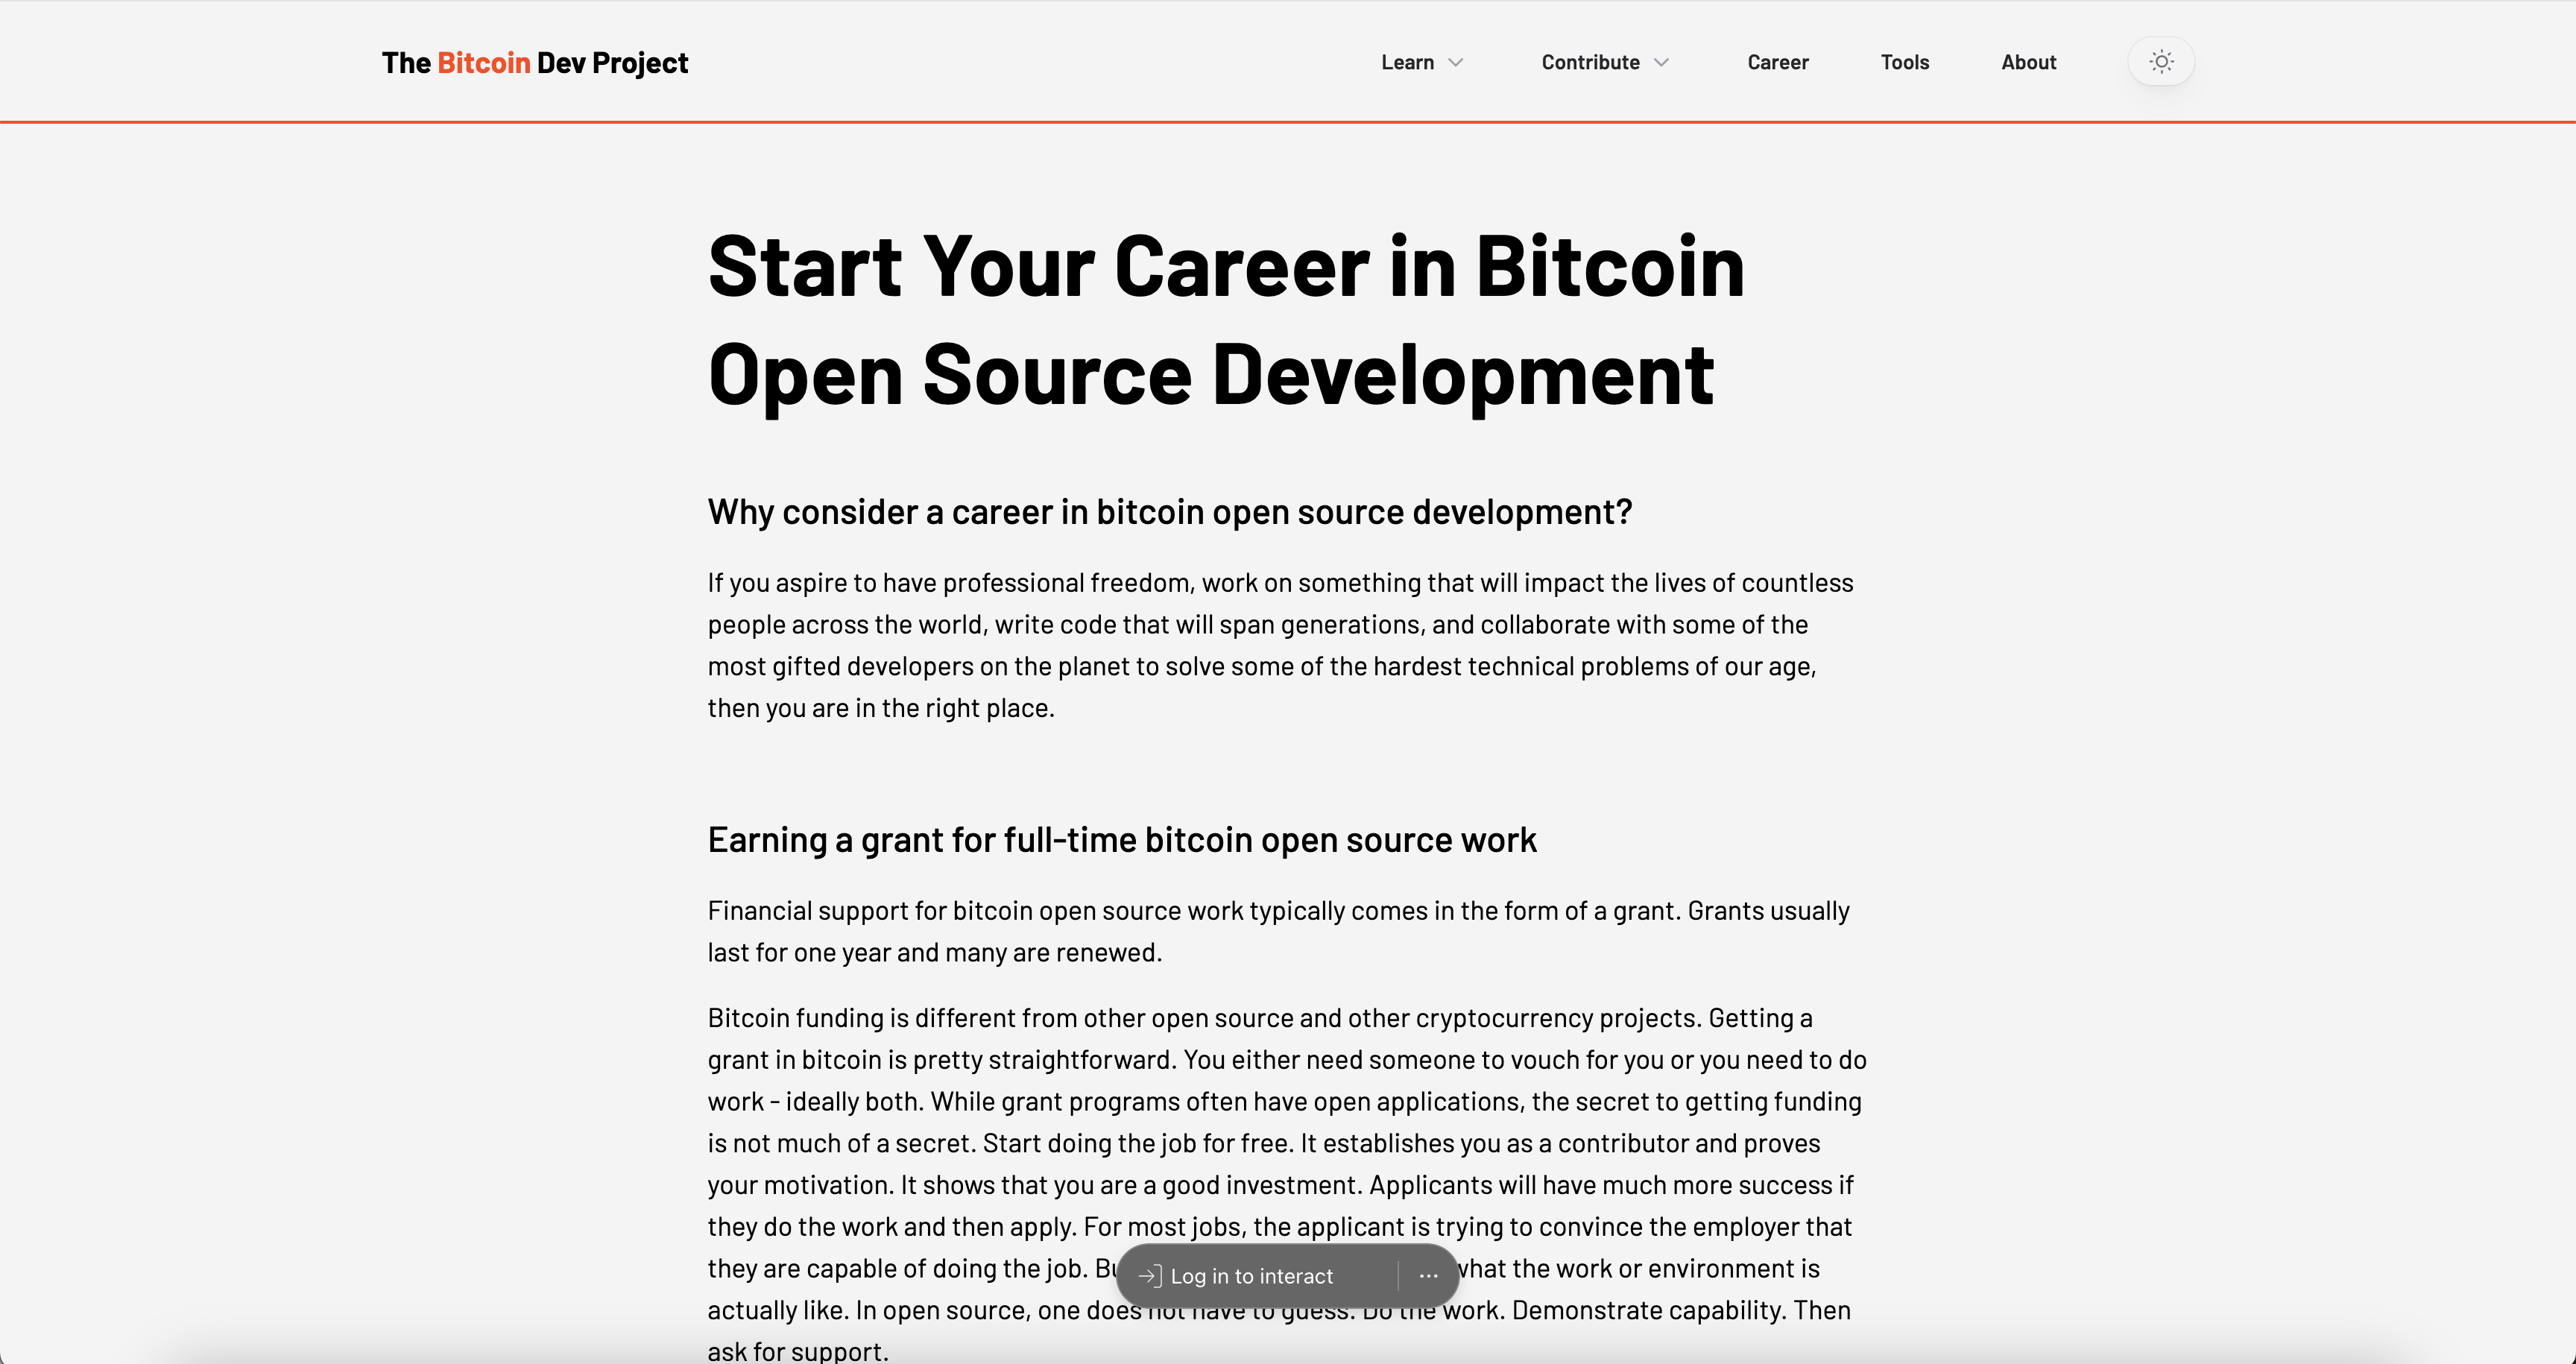 The Bitcoin Dev Project
Learn
Contribute
Career
Tools
About
Start Your Career in Bitcoin
Open Source Development
Why consider a career in bitcoin open source development?
If you aspire to have professional freedom, work on something that will impact the lives of countless
people across the world, write code that will span generations, and collaborate with some of the
most gifted developers on the planet to solve some of the hardest technical problems of our age,
then you are in the right place.
Earning a grant for full-time bitcoin open source work
Financial support for bitcoin open source work typically comes in the form of a grant. Grants usually
last for one year and many are renewed.
Bitcoin funding is different from other open source and other cryptocurrency projects. Getting a
grant in bitcoin is pretty straightforward. You either need someone to vouch for you or you need to do
work - ideally both. While grant programs often have open applications, the secret to getting funding
is not much of a secret. Start doing the job for free. It establishes you as a contributor and proves
your motivation. It shows that you are a good investment. Applicants will have much more success if
they do the work and then apply. For most jobs, the applicant is trying to convince the employer that
they are capable of doing the job. what the work or environment is
actually like. In open source, one does not have to guess. Do the work. Demonstrate capability. Then
ask for support.
Log in to interact